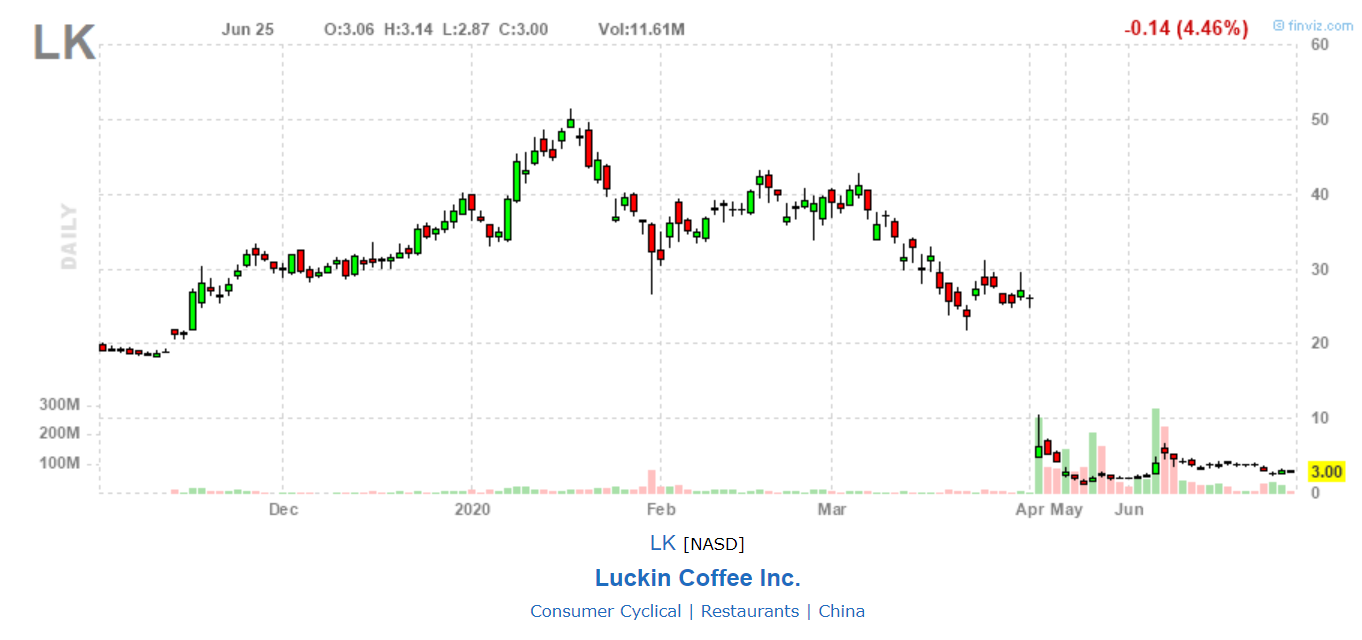 LK
Jun 25 O:3.06 H:3.14 L:2.87 C:3.00 Vol:11.61M
-0.14 (4.46%)
© finviz.com
DAILY
60
50
40
30
20
10
0
3.00
300M
200M
100M
Dec 2020 Feb Mar Apr May Jun
LK [NASD]
Luckin Coffee Inc.
Consumer Cyclical | Restaurants | China